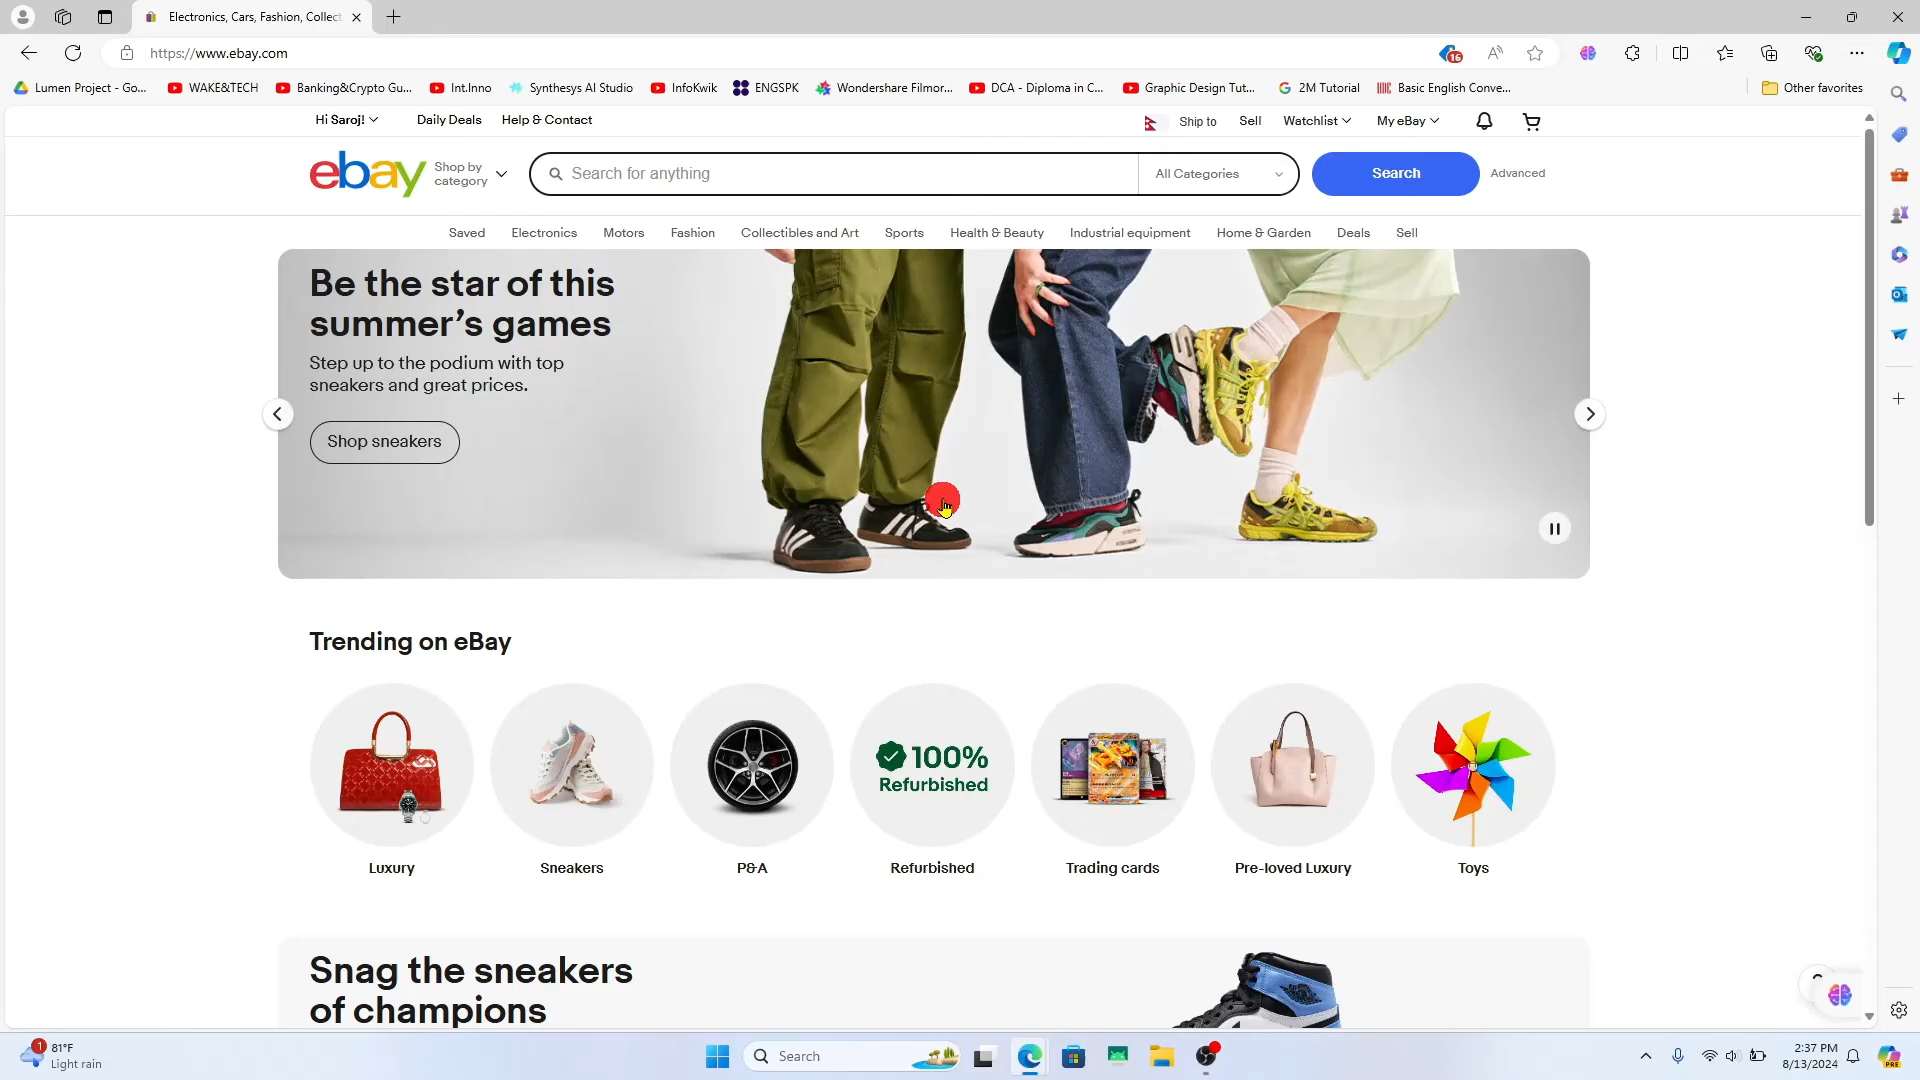 Electronics, Cars, Fashion, Collect
https://www.ebay.com
16
Lumen Project - Go...
WAKE&TECH
Banking&Crypto Gu...
Int.Inno
Synthesys AI Studio
InfoKwik
ENGSPK
Wondershare Filmor...
DCA - Diploma in C...
Graphic Design Tut...
2M Tutorial
Basic English Conve...
Other favorites
Hi Saroj!
Daily Deals
Help & Contact
Ship to
Sell
Watchlist
My eBay
ebay
Shop by
category
Search for anything
All Categories
Search
Advanced
Saved
Electronics
Motors
Fashion
Collectibles and Art
Sports
Health & Beauty
Industrial equipment
Home & Garden
Deals
Sell
Be the star of this
summer's games
Step up to the podium with top
sneakers and great prices.
Shop sneakers
Trending on eBay
100%
Refurbished
Luxury
Sneakers
P&A
Refurbished
Trading cards
Pre-loved Luxury
Toys
Snag the sneakers
of champions
1
81°F
Light rain
Search
2:37 PM
8/13/2024
PRE